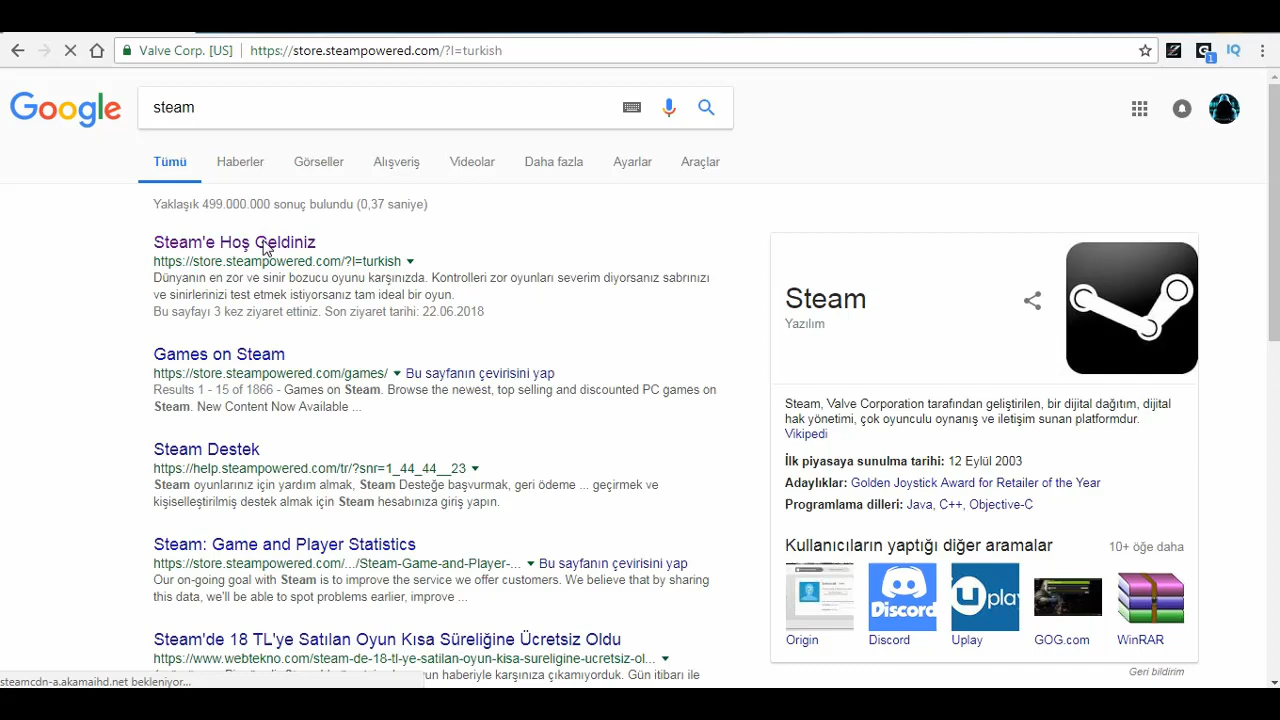 Valve Corp. [US] https://store.steampowered.com/?l=turkish
1
Google
steam
Tümü Haberler Görseller Alışveriş Videolar Daha fazla Ayarlar Araçlar
Yaklaşık 499.000.000 sonuç bulundu (0,37 saniye)
Steam'e Hoş Geldiniz
https://store.steampowered.com/?l=turkish
Dünyanın en zor ve sinir bozucu oyunu karşınızda. Kontrolleri zor oyunları severim diyorsanız sabrınızı
ve sinirlerinizi test etmek istiyorsanız tam ideal bir oyun.
Bu sayfayı 3 kez ziyaret ettiniz. Son ziyaret tarihi: 22.06.2018
Games on Steam
https://store.steampowered.com/games/ Bu sayfanın çevirisini yap
Results 1 - 15 of 1866 - Games on Steam. Browse the newest, top selling and discounted PC games on
Steam. New Content Now Available ...
Steam Destek
https://help.steampowered.com/tr/?snr=1_44_44__23
Steam oyunlarınız için yardım almak, Steam Desteğe başvurmak, geri ödeme ... geçirmek ve
kişiselleştirilmiş destek almak için Steam hesabınıza giriş yapın.
Steam: Game and Player Statistics
https://store.steampowered.com/.../Steam-Game-and-Player-... Bu sayfanın çevirisini yap
Our on-going goal with Steam is to improve the service we offer customers. We believe that by sharing
this data, we'll be able to spot problems earlier, improve ...
Steam'de 18 TL'ye Satılan Oyun Kısa Süreliğine Ücretsiz Oldu
https://www.webtekno.com/steam-de-18-tl-ye-satilan-oyun-kisa-sureligine-ucretsiz-ol...
haberiyle karşınıza çıkamıyorduk. Gün itibari ile
steamcdn-a.akamaihd.net bekleniyor...
Steam
Yazılım
Steam, Valve Corporation tarafından geliştirilen, bir dijital dağıtım, dijital
hak yönetimi, çok oyunculu oynanış ve iletişim sunan platformdur.
Vikipedi
İlk piyasaya sunulma tarihi: 12 Eylül 2003
Adaylıklar: Golden Joystick Award for Retailer of the Year
Programlama dilleri: Java, C++, Objective-C
Kullanıcıların yaptığı diğer aramalar 10+ öğe daha
Discord
Uplay
Origin Discord Uplay GOG.com WinRAR
Geri bildirim